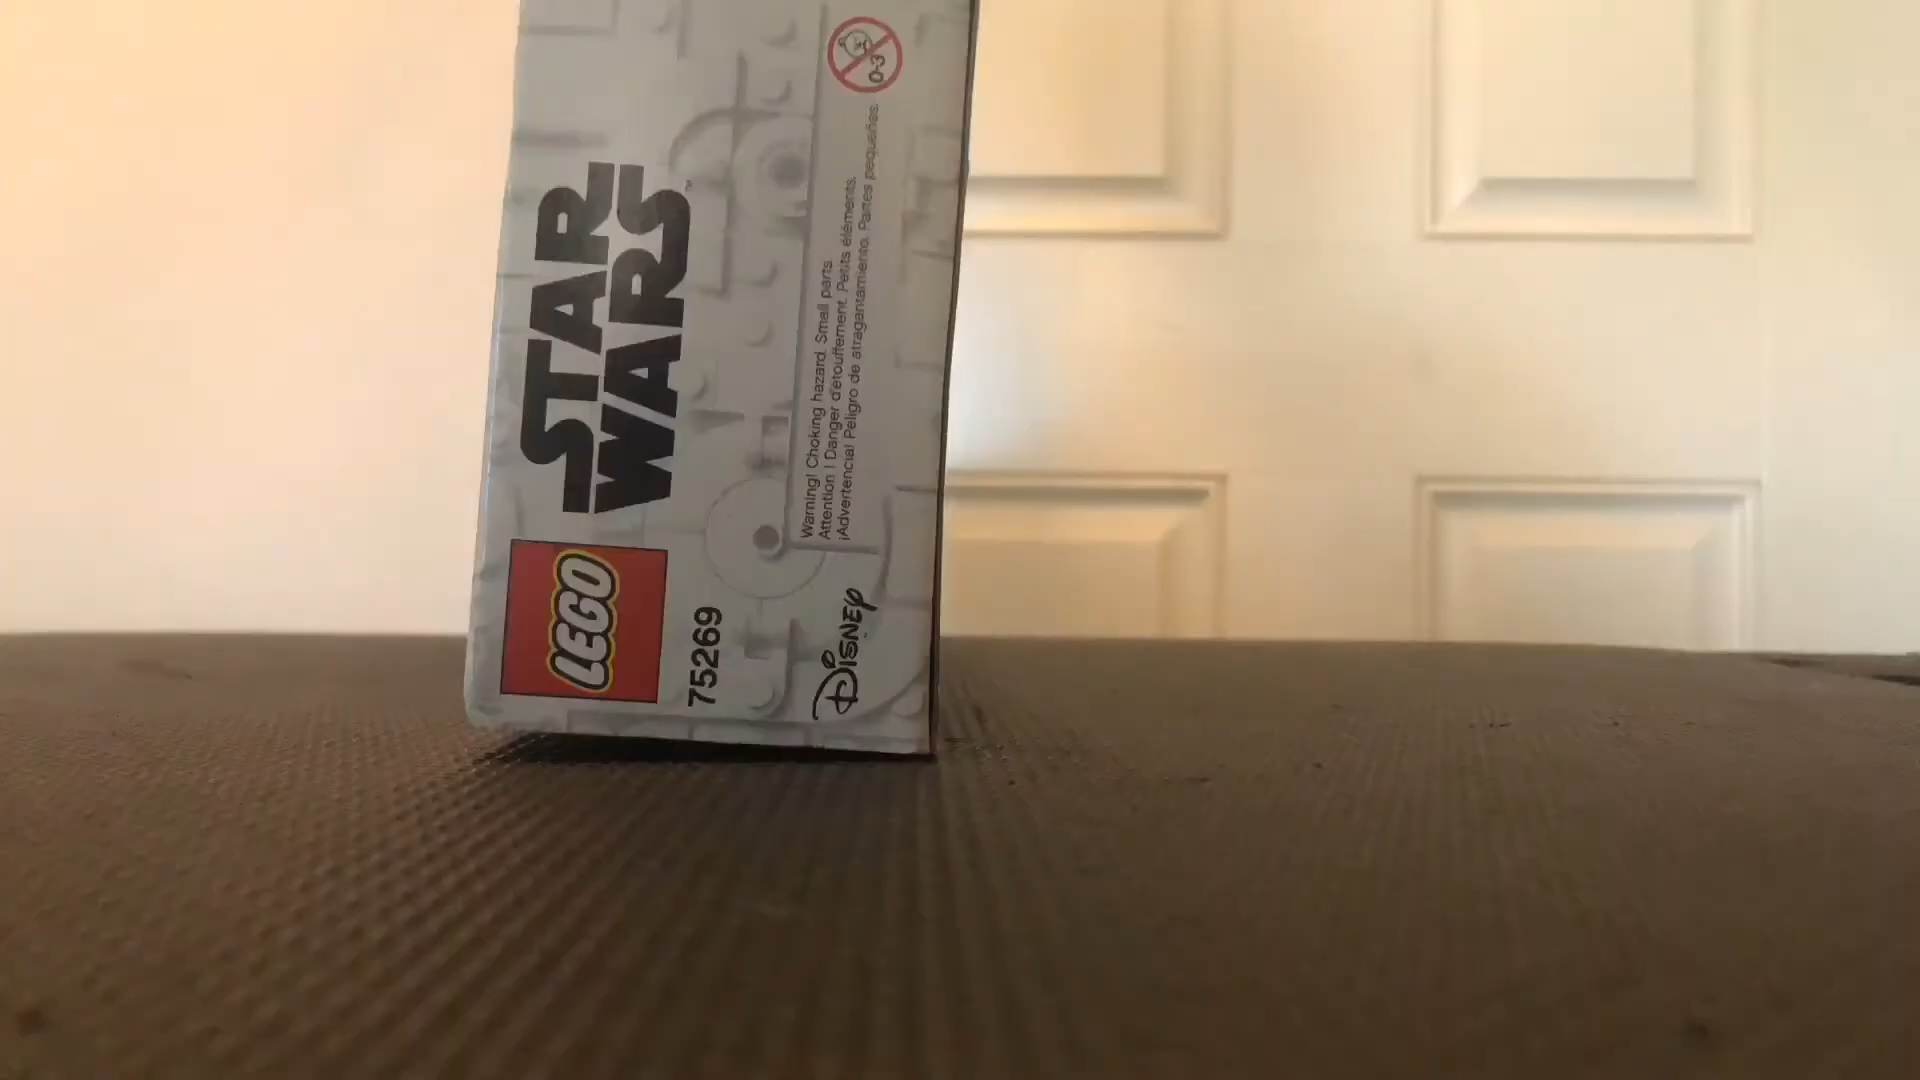 STAR
WARS™
LEGO
75269
Warning! Choking hazard. Small parts.
Attention ! Danger d'étouffement. Petits éléments.
¡Advertencia! Peligro de atragantamiento. Partes pequeñas.
0-3
Disney